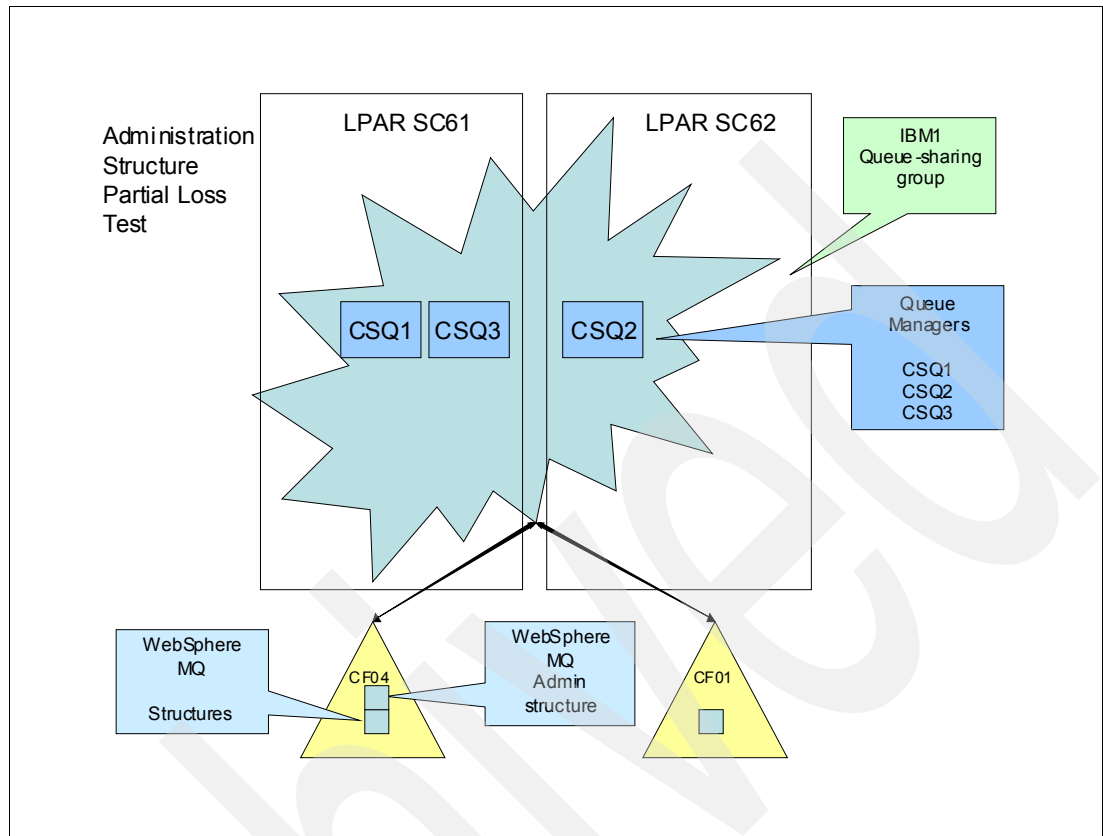 Administration
Structure
Partial Loss
Test
LPAR SC61
LPAR SC62
IBM1
Queue-sharing
group
CSQ1
CSQ3
CSQ2
Queue
Managers
CSQ1
CSQ2
CSQ3
WebSphere
MQ
Structures
CF04
WebSphere
MQ
Admin
structure
CF01
hived